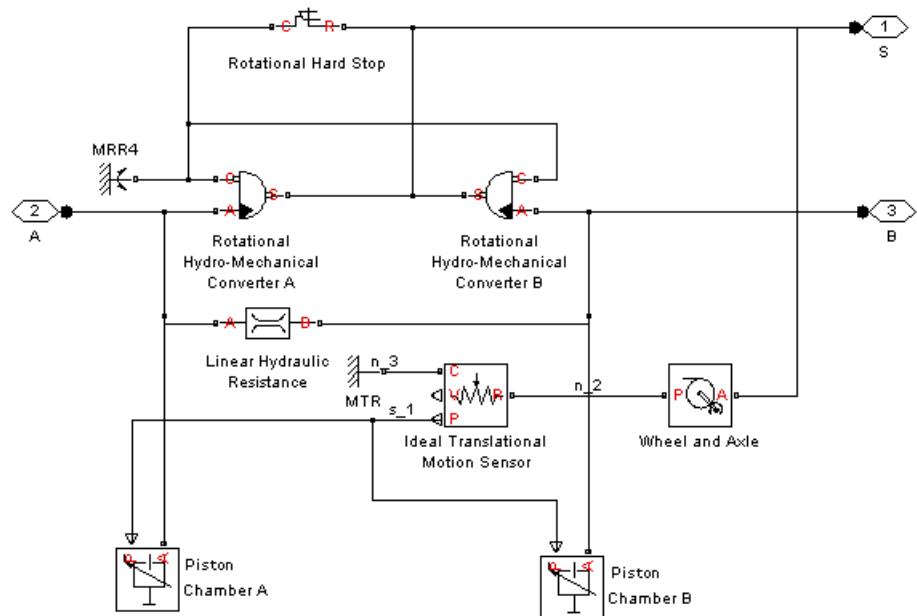 C R
1
Rotational Hard Stop
S
MRR4
C
C
S
S
2
A
A
3
A
B
Rotational
Hydro-Mechanical
Converter A
Rotational
Hydro-Mechanical
Converter B
A B
Linear Hydraulic
Resistance
n_3
C
MTR
V R
n_2
P A
s_1
P
Ideal Translational
Motion Sensor
Wheel and Axle
P A
Piston
Chamber A
P A
Piston
Chamber B